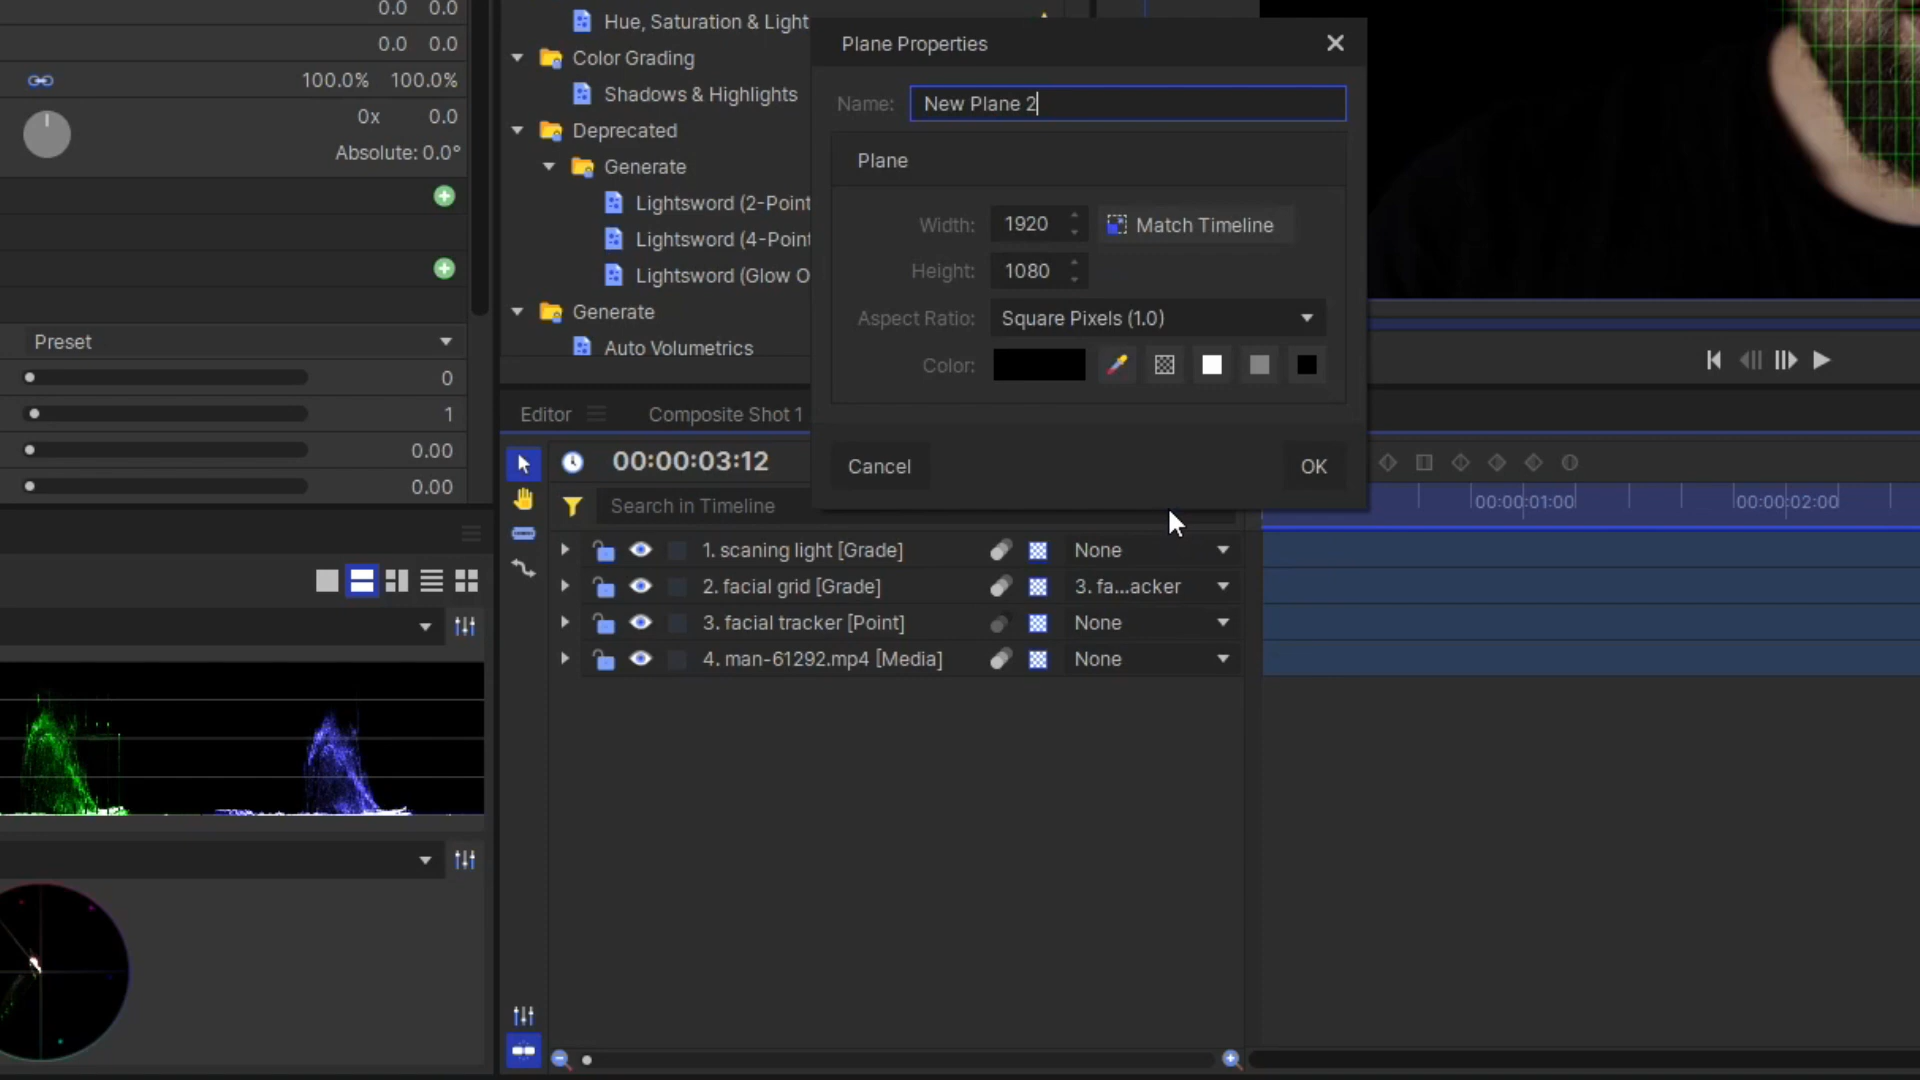 0.0 0.0
0.0 0.0
100.0% 100.0%
0x 0.0
Absolute: 0.0°
Preset
0
1
0.00
0.00
Hue, Saturation & Light
Color Grading
Shadows & Highlights
Deprecated
Generate
Lightsword (2-Point
Lightsword (4-Point
Lightsword (Glow O
Generate
Auto Volumetrics
Plane Properties
Name: New Plane 2
Plane
Width: 1920 Match Timeline
Height: 1080
Aspect Ratio: Square Pixels (1.0)
Color:
Cancel OK
Editor Composite Shot 1
00:00:03:12
Search in Timeline
00:00:01:00 00:00:02:00
1. scaning light [Grade] None
2. facial grid [Grade] 3. fa...acker
3. facial tracker [Point] None
4. man-61292.mp4 [Media] None